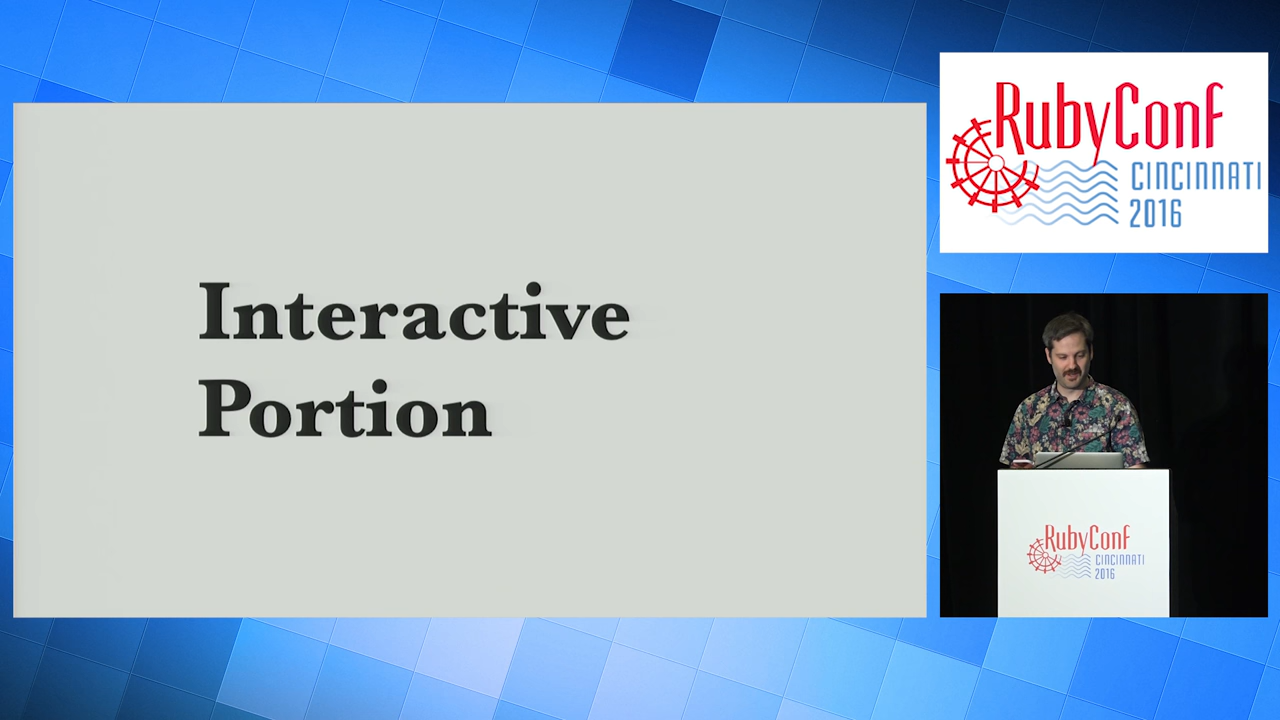 Interactive
Portion
RubyConf
CINCINNATI
2016
RubyConf
CINCINNATI
2016